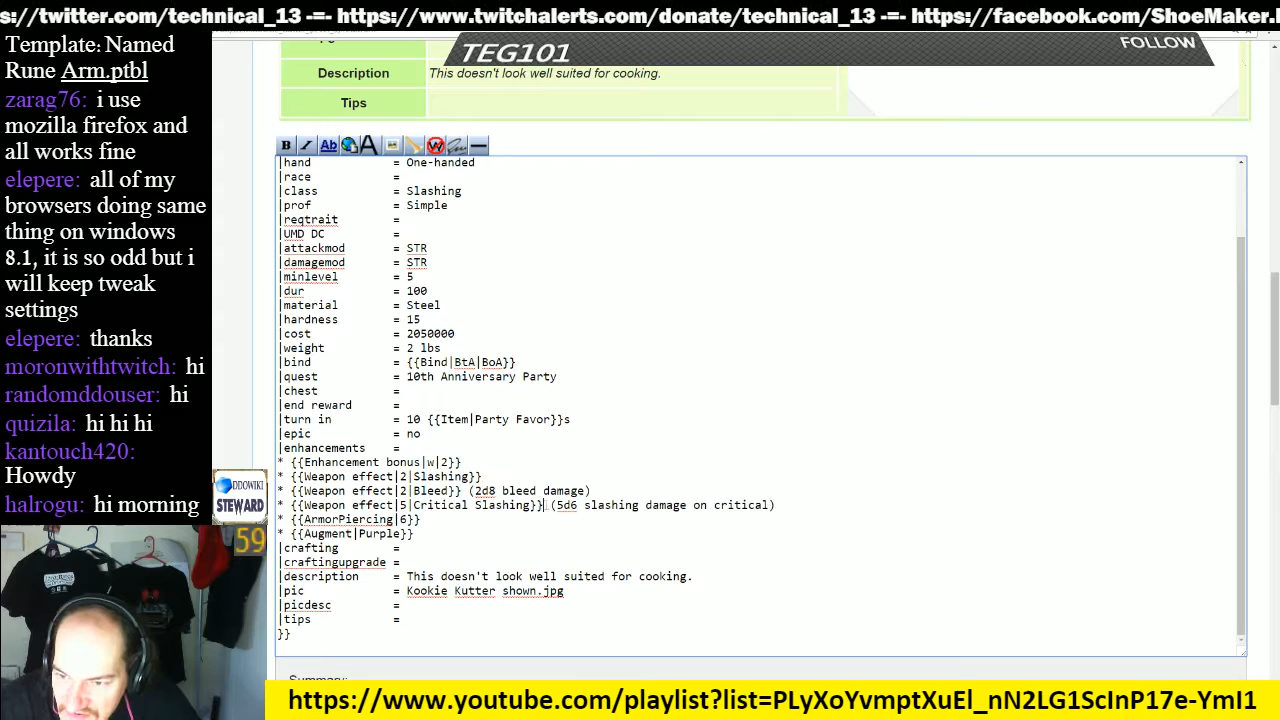 s://twitter.com/technical_13 -=- https://www.twitchalerts.com/donate/technical_13 -=- https://facebook.com/ShoeMaker.
Template: Named
Rune Arm.ptbl
zarag76: i use
mozilla firefox and
all works fine
elepere: all of my
browsers doing same
thing on windows
8.1, it is so odd but i
will keep tweak
settings
elepere: thanks
moronwithtwitch: hi
randomddouser: hi
quizila: hi hi hi
kantouch420:
Howdy
halrogu: hi morning
DDOWIKI
STEWARD
59
TEG101
FOLLOW
Description This doesn't look well suited for cooking.
Tips
B I Ab A W
|hand = One-handed
|race =
|class = Slashing
|prof = Simple
|reqtrait =
|UMD DC =
|attackmod = STR
|damagemod = STR
|minlevel = 5
|dur = 100
|material = Steel
|hardness = 15
|cost = 2050000
|weight = 2 lbs
|bind = {{Bind|BtA|BoA}}
|quest = 10th Anniversary Party
|chest =
|end reward =
|turn in = 10 {{Item|Party Favor}}s
|epic = no
|enhancements =
* {{Enhancement bonus|w|2}}
* {{Weapon effect|2|Slashing}}
* {{Weapon effect|2|Bleed}} (2d8 bleed damage)
* {{Weapon effect|5|Critical Slashing}} (5d6 slashing damage on critical)
* {{ArmorPiercing|6}}
* {{Augment|Purple}}
|crafting =
|craftingupgrade =
|description = This doesn't look well suited for cooking.
|pic = Kookie Kutter shown.jpg
|picdesc =
|tips =
}}
Summary:
https://www.youtube.com/playlist?list=PLyXoYvmptXuEl_nN2LG1ScInP17e-YmI1